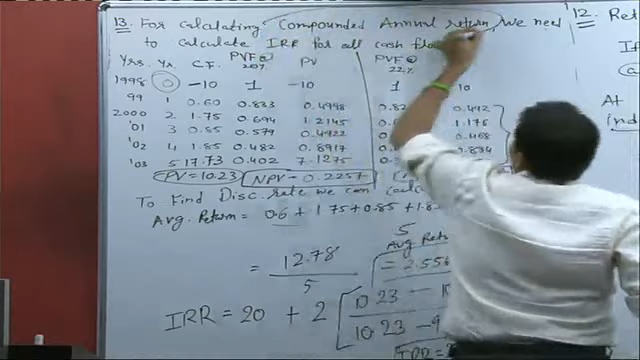 13. For calculating Compounded Annual return, We need
to calculate IRR for all cash
Yrs. Yr. C.F. PVF@ 20% PV PVF@ 22%
1998 0 -10 1 -10 1 10
99 1 0.60 0.833 0.4998 0.492
2000 2 1.75 0.694 1.2145 1.176
'01 3 0.85 0.579 0.4922 0.468
'02 4 1.85 0.482 0.8917 0.834
'03 5 17.73 0.402 7.1275
PV = 10.23 NPV = 0.2257
To Find Disc. rate we can
Avg. Return = 0.6 + 1.75 + 0.85 + 1.8
5
= 12.78
5
Avg Ret
= 2.556
IRR = 20 + 2 [ 10.23 - 10
10.23 - 9
IRR =
12. Ret
At